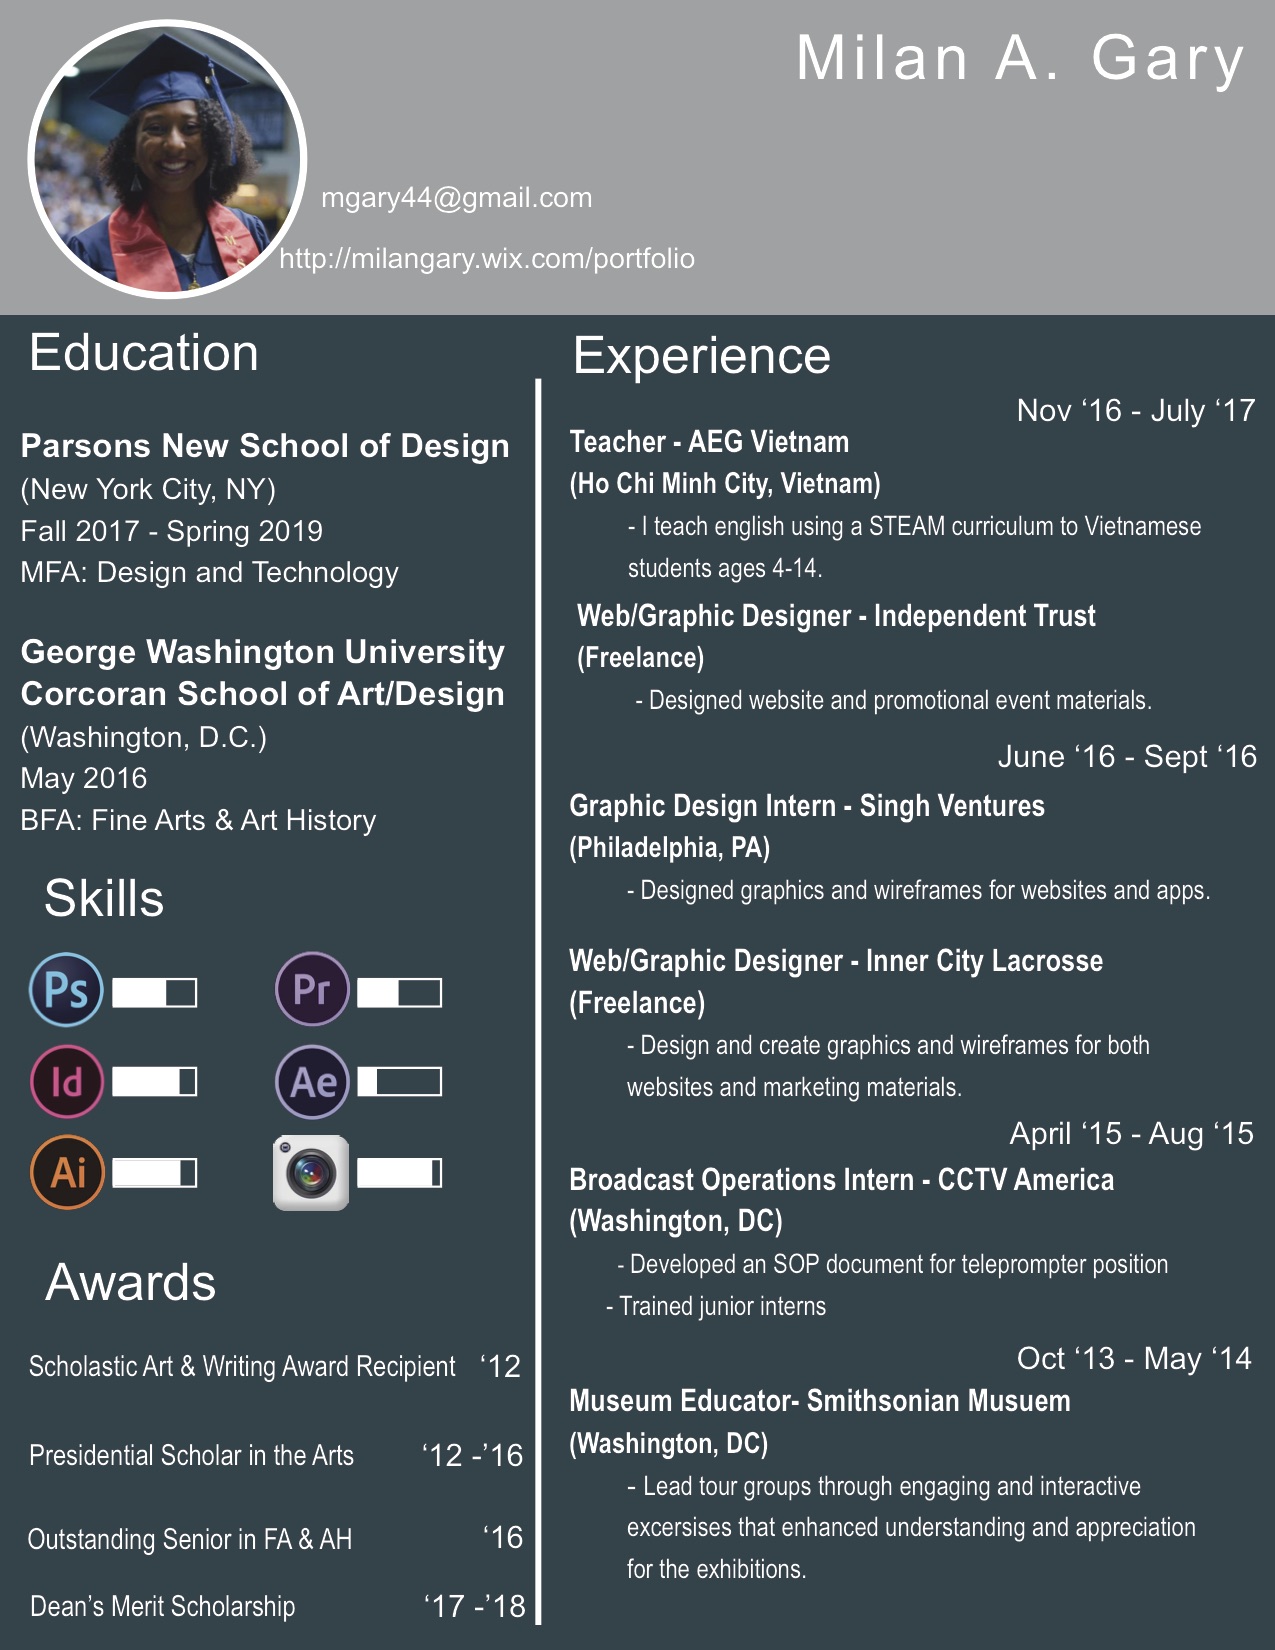 Milan A. Gary
mgary44@gmail.com
http://milangary.wix.com/portfolio
Education
Parsons New School of Design
(New York City, NY)
Fall 2017 - Spring 2019
MFA: Design and Technology
George Washington University
Corcoran School of Art/Design
(Washington, D.C.)
May 2016
BFA: Fine Arts & Art History
Skills
Ps
Pr
Id
Ae
Ai
Awards
Scholastic Art & Writing Award Recipient ‘12
Presidential Scholar in the Arts ‘12 -’16
Outstanding Senior in FA & AH ‘16
Dean’s Merit Scholarship ‘17 -’18
Experience
Nov ‘16 - July ‘17
Teacher - AEG Vietnam
(Ho Chi Minh City, Vietnam)
- I teach english using a STEAM curriculum to Vietnamese
students ages 4-14.
Web/Graphic Designer - Independent Trust
(Freelance)
- Designed website and promotional event materials.
June ‘16 - Sept ‘16
Graphic Design Intern - Singh Ventures
(Philadelphia, PA)
- Designed graphics and wireframes for websites and apps.
Web/Graphic Designer - Inner City Lacrosse
(Freelance)
- Design and create graphics and wireframes for both
websites and marketing materials.
April ‘15 - Aug ‘15
Broadcast Operations Intern - CCTV America
(Washington, DC)
- Developed an SOP document for teleprompter position
- Trained junior interns
Oct ‘13 - May ‘14
Museum Educator- Smithsonian Musuem
(Washington, DC)
- Lead tour groups through engaging and interactive
excersises that enhanced understanding and appreciation
for the exhibitions.